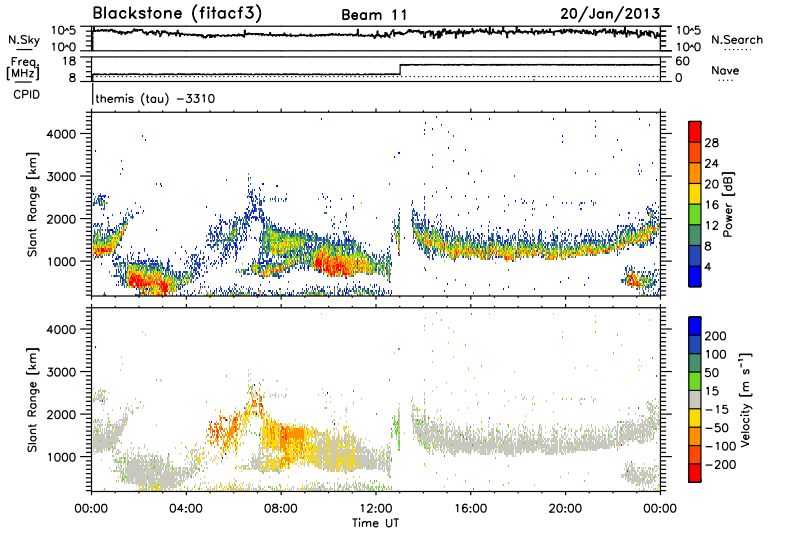 Blackstone (fitacf3) Beam 11 20/Jan/2013
N.Sky 10^5 10^0 10^5 10^0 N.Search
Freq. [MHz] 18 8 60 0 Nave
CPID themis (tau) −3310
Slant Range [km] 4000 3000 2000 1000
28 24 20 16 12 8 4 Power [dB]
Slant Range [km] 4000 3000 2000 1000
200 100 50 15 −15 −50 −100 −200 Velocity [m s⁻¹]
00:00 04:00 08:00 12:00 16:00 20:00 00:00
Time UT